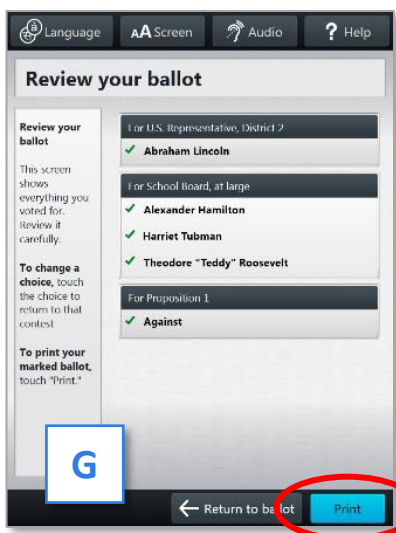 Language AA Screen Audio ? Help
Review your ballot
Review your
ballot
This screen
shows
everything you
voted for.
Review it
carefully.
To change a
choice, touch
the choice to
return to that
contest
To print your
marked ballot,
touch "Print."
For U.S. Representative, District 2
Abraham Lincoln
For School Board, at large
Alexander Hamilton
Harriet Tubman
Theodore "Teddy" Roosevelt
For Proposition 1
Against
G
Return to ballot Print